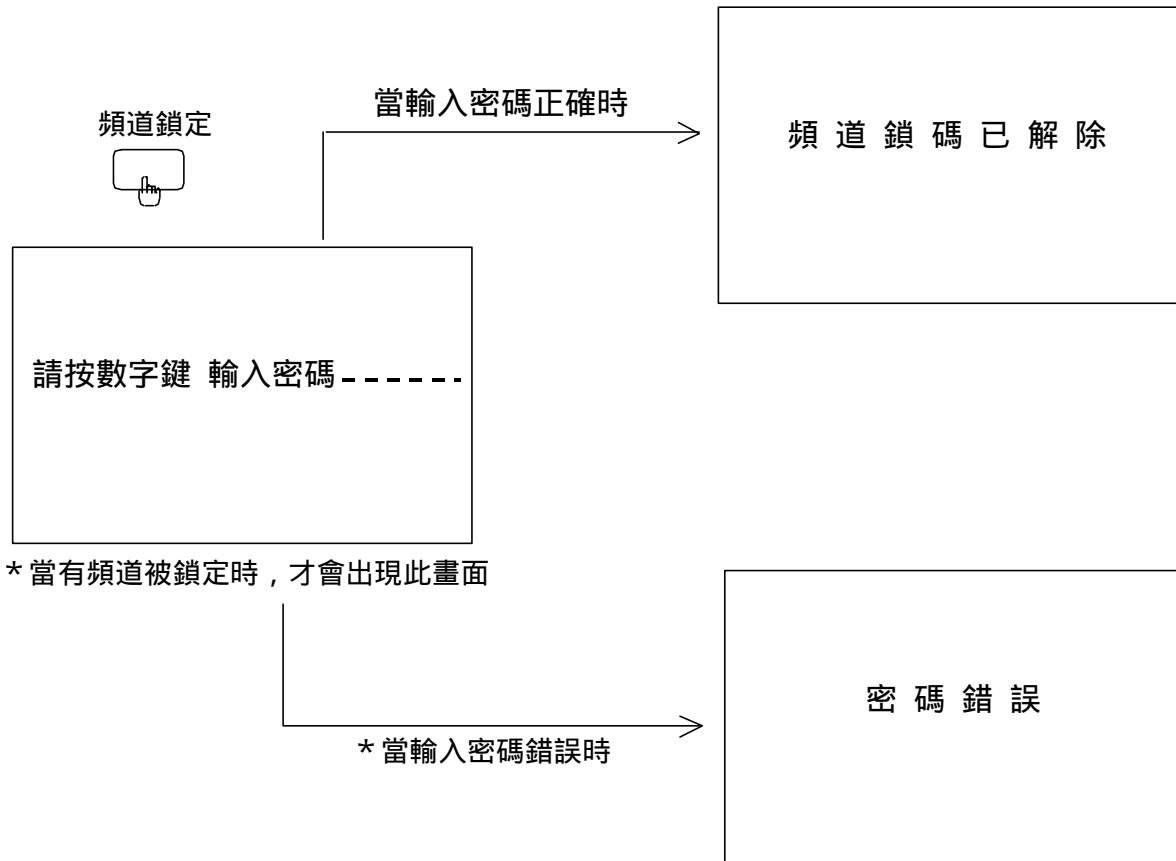 當輸入密碼正確時
頻道鎖定
頻道鎖碼已解除
請按數字鍵 輸入密碼------
*當有頻道被鎖定時，才會出現此畫面
密碼錯誤
*當輸入密碼錯誤時